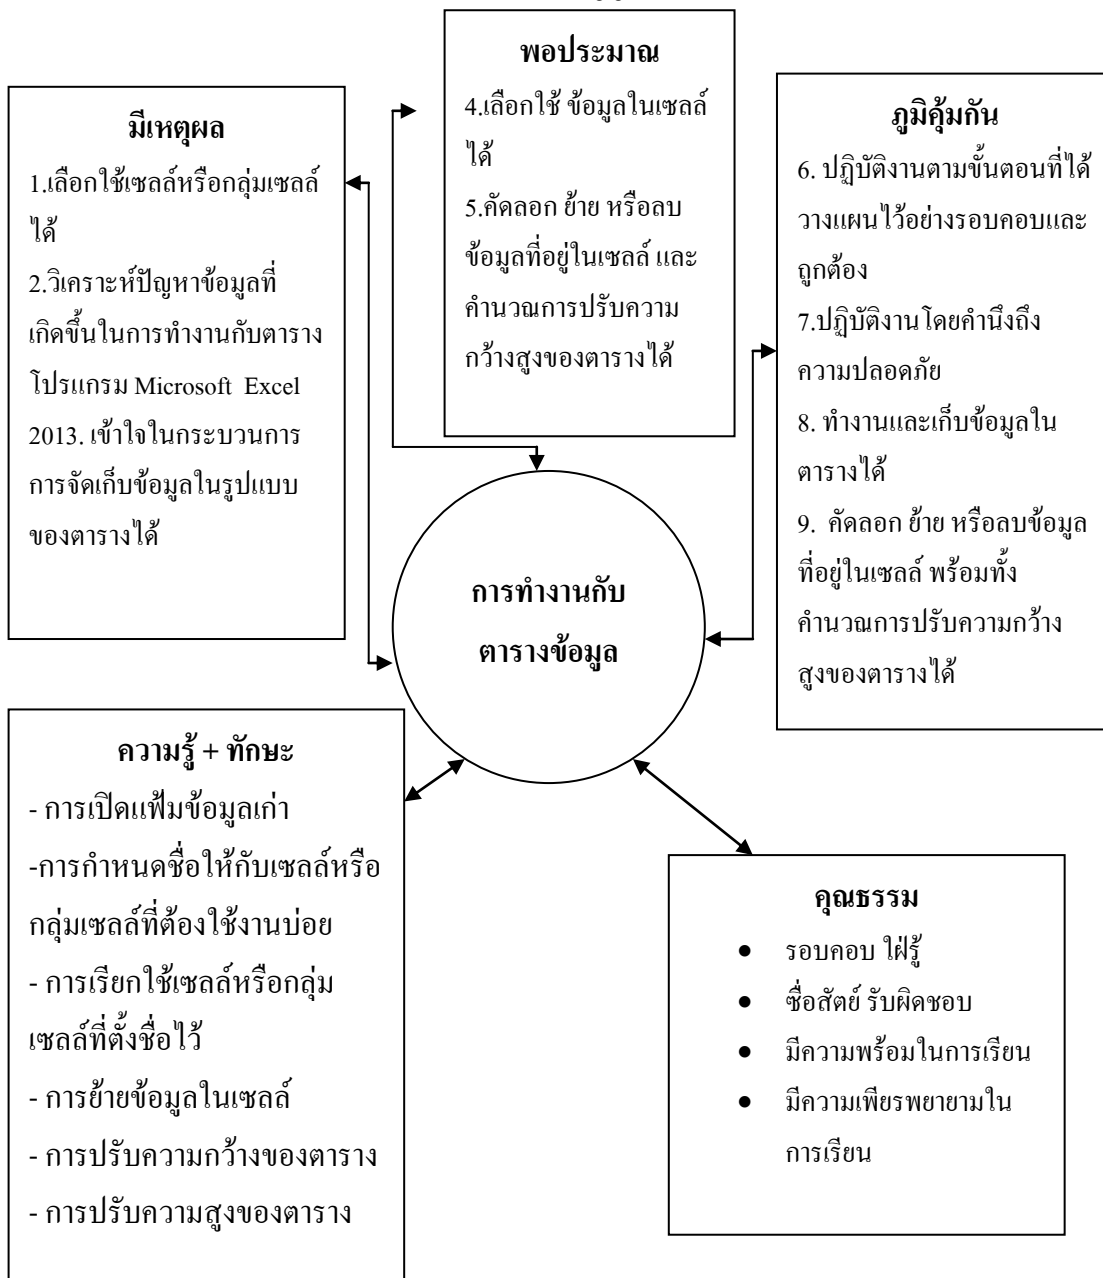 พอประมาณ
4.เลือกใช้ ข้อมูลในเซลล์
ได้
5.คัดลอก ย้าย หรือลบ
ข้อมูลที่อยู่ในเซลล์ และ
คำนวณการปรับความ
กว้างสูงของตารางได้
มีเหตุผล
1.เลือกใช้เซลล์หรือกลุ่มเซลล์
ได้
2.วิเคราะห์ปัญหาข้อมูลที่
เกิดขึ้นในการทำงานกับตาราง
โปรแกรม Microsoft Excel
2013. เข้าใจในกระบวนการ
การจัดเก็บข้อมูลในรูปแบบ
ของตารางได้
ภูมิคุ้มกัน
6. ปฏิบัติงานตามขั้นตอนที่ได้
วางแผนไว้อย่างรอบคอบและ
ถูกต้อง
7.ปฏิบัติงานโดยคำนึงถึง
ความปลอดภัย
8. ทำงานและเก็บข้อมูลใน
ตารางได้
9. คัดลอก ย้าย หรือลบข้อมูล
ที่อยู่ในเซลล์ พร้อมทั้ง
คำนวณการปรับความกว้าง
สูงของตารางได้
การทำงานกับ
ตารางข้อมูล
ความรู้ + ทักษะ
- การเปิดแฟ้มข้อมูลเก่า
-การกำหนดชื่อให้กับเซลล์หรือ
กลุ่มเซลล์ที่ต้องใช้งานบ่อย
- การเรียกใช้เซลล์หรือกลุ่ม
เซลล์ที่ตั้งชื่อไว้
- การย้ายข้อมูลในเซลล์
- การปรับความกว้างของตาราง
- การปรับความสูงของตาราง
คุณธรรม
● รอบคอบ ใฝ่รู้
● ซื่อสัตย์ รับผิดชอบ
● มีความพร้อมในการเรียน
● มีความเพียรพยายามใน
การเรียน